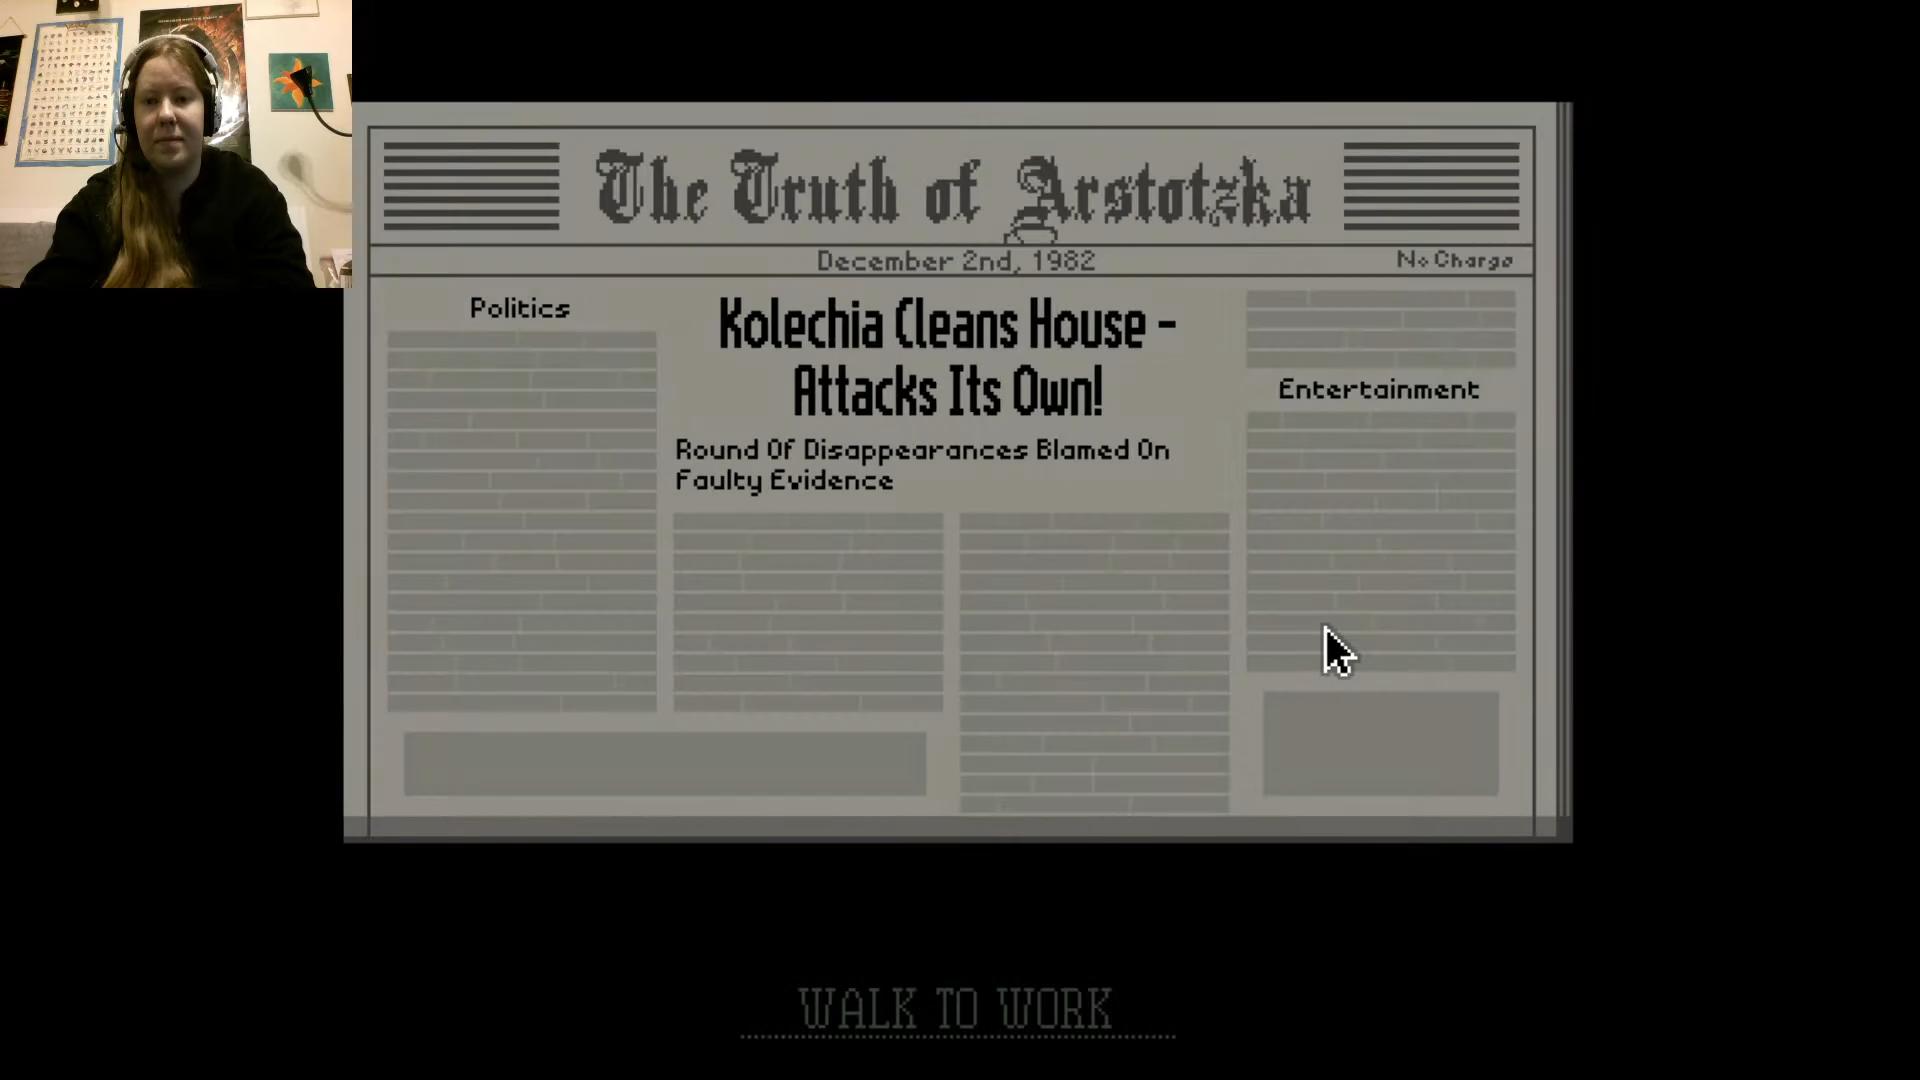 The Truth of Arstotzka
December 2nd, 1982
No Charge
Politics
Kolechia Cleans House -
Attacks Its Own!
Round Of Disappearances Blamed On
Faulty Evidence
Entertainment
WALK TO WORK